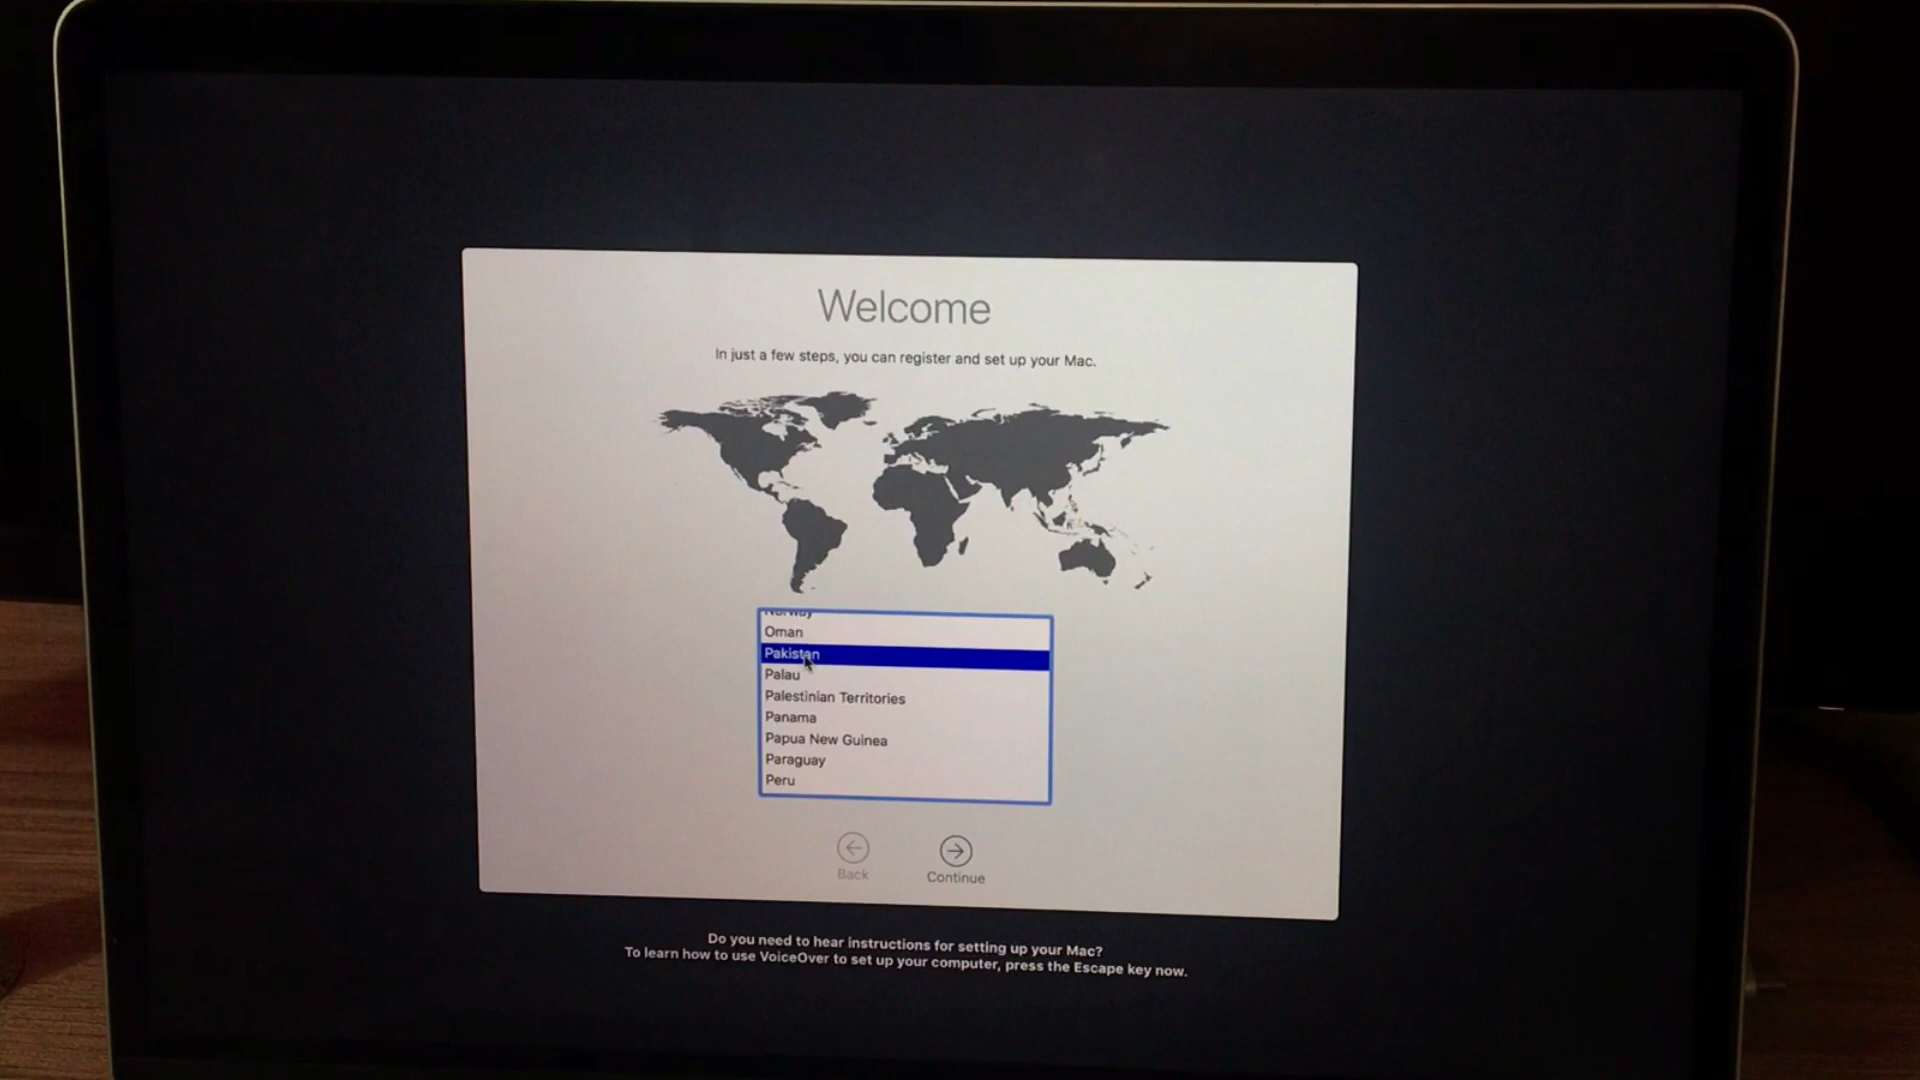 Welcome
In just a few steps, you can register and set up your Mac.
Norway
Oman
Pakistan
Palau
Palestinian Territories
Panama
Papua New Guinea
Paraguay
Peru
Back
Continue
Do you need to hear instructions for setting up your Mac?
To learn how to use VoiceOver to set up your computer, press the Escape key now.